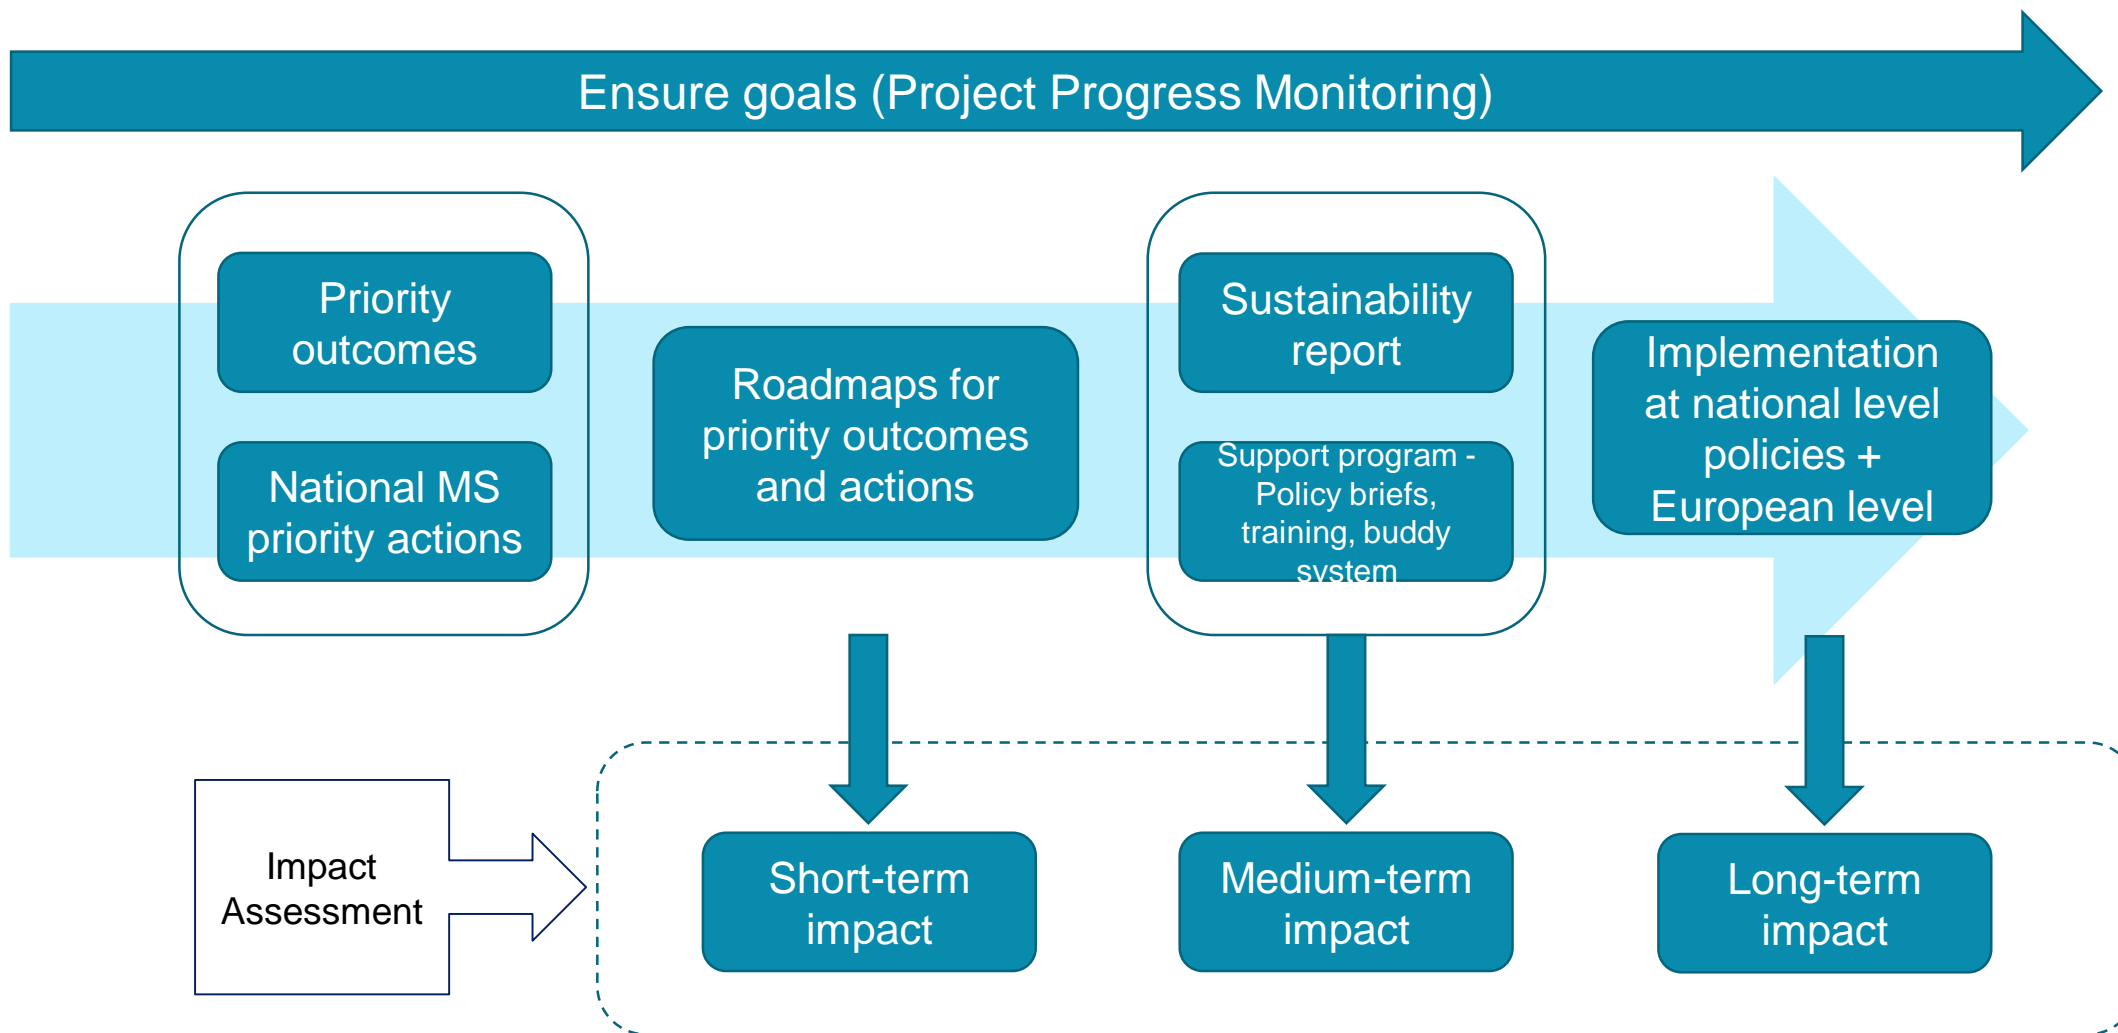 Ensure goals (Project Progress Monitoring)
Priority
outcomes
National MS
priority actions
Roadmaps for
priority outcomes
and actions
Sustainability
report
Support program -
Policy briefs,
training, buddy
system
Implementation
at national level
policies +
European level
Impact
Assessment
Short-term
impact
Medium-term
impact
Long-term
impact